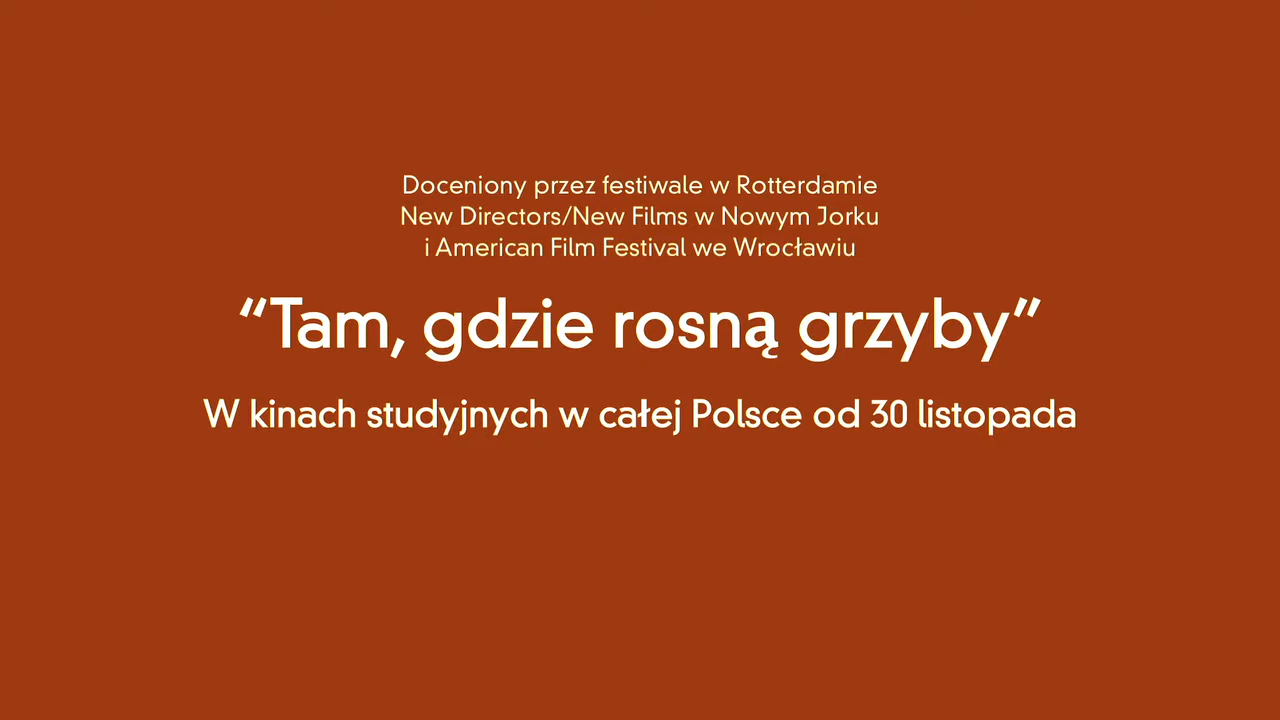 Doceniony przez festiwale w Rotterdamie
New Directors/New Films w Nowym Jorku
i American Film Festival we Wrocławiu
“Tam, gdzie rosną grzyby”
W kinach studyjnych w całej Polsce od 30 listopada